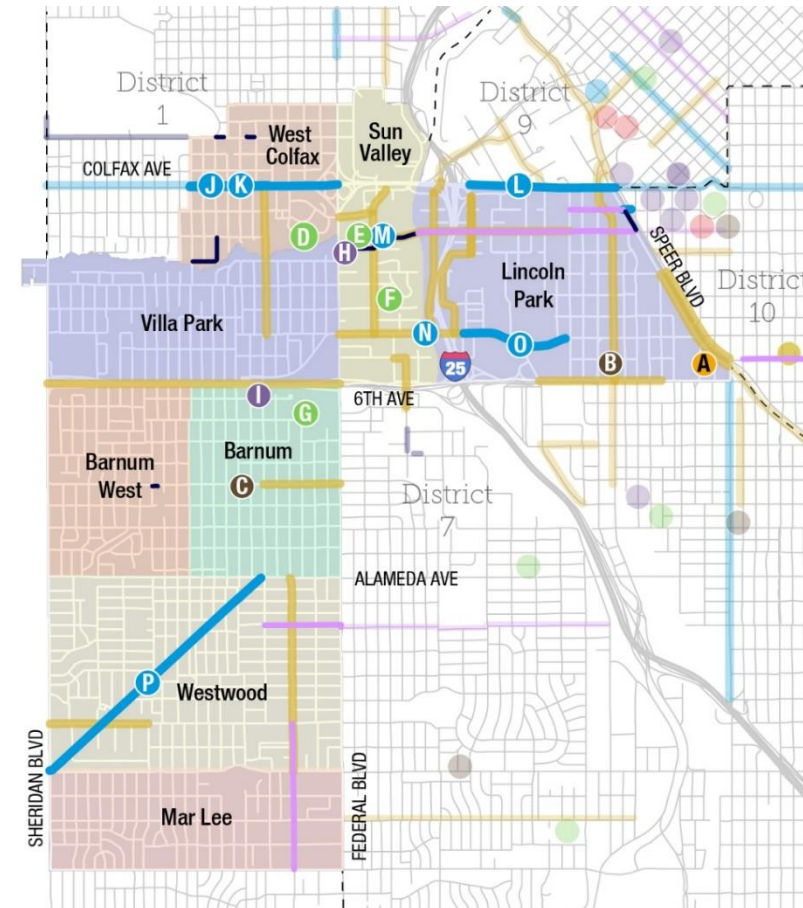 District
1
West
Colfax
Sun
Valley
District
9
COLFAX AVE
J
K
L
D
E
M
H
SPEER BLVD
Lincoln
Park
District
10
Villa Park
F
N
O
25
B
A
I
6TH AVE
G
Barnum
West
Barnum
C
District
7
ALAMEDA AVE
P
Westwood
SHERIDAN BLVD
Mar Lee
FEDERAL BLVD